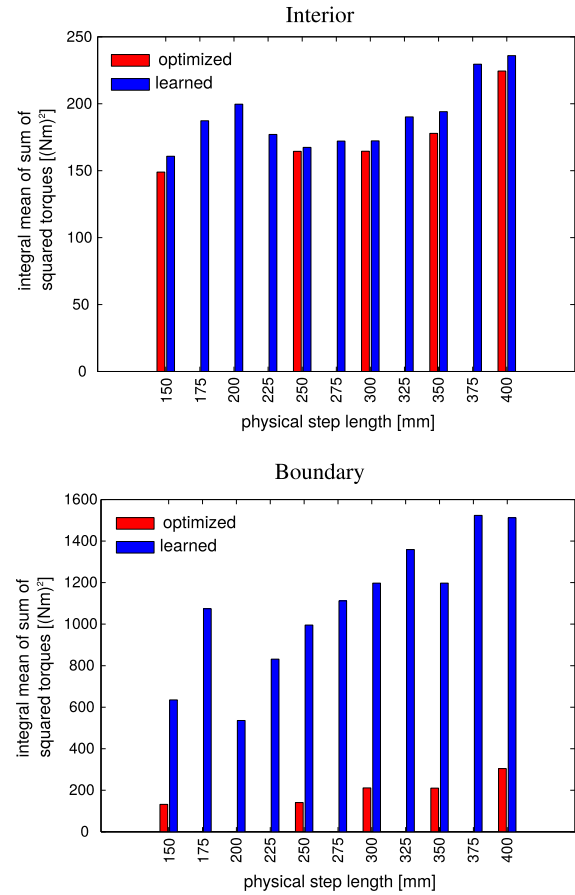 Interior
250
200
150
100
50
0
optimized
learned
integral mean of sum of
squared torques [(Nm)²]
150 175 200 225 250 275 300 325 350 375 400
physical step length [mm]
Boundary
1600
1400
1200
1000
800
600
400
200
0
optimized
learned
integral mean of sum of
squared torques [(Nm)²]
150 175 200 225 250 275 300 325 350 375 400
physical step length [mm]